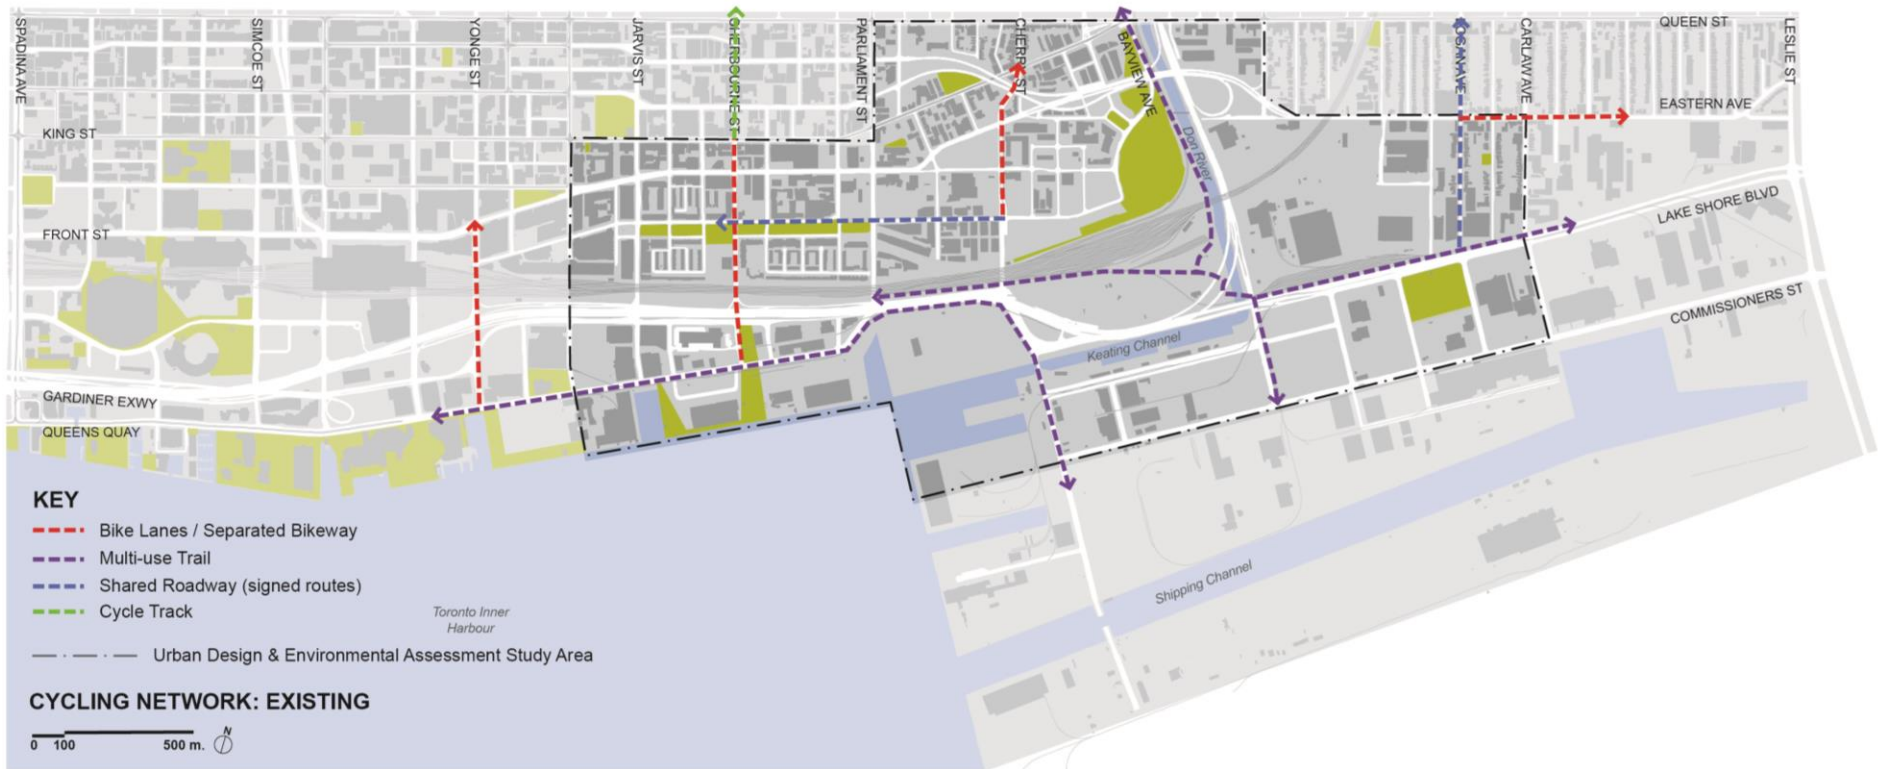 SPADINA AVE
SIMCOE ST
YONGE ST
JARVIS ST
SHERBOURNE ST
PARLIAMENT ST
CHERRY ST
BAYVIEW AVE
LOGAN AVE
CARLAW AVE
QUEEN ST
LESLIE ST
EASTERN AVE
KING ST
Don River
LAKE SHORE BLVD
FRONT ST
COMMISSIONERS ST
Keating Channel
GARDINER EXWY
QUEENS QUAY
Shipping Channel
KEY
Bike Lanes / Separated Bikeway
Multi-use Trail
Shared Roadway (signed routes)
Cycle Track
Toronto Inner
Harbour
Urban Design & Environmental Assessment Study Area
CYCLING NETWORK: EXISTING
0 100 500 m.
N